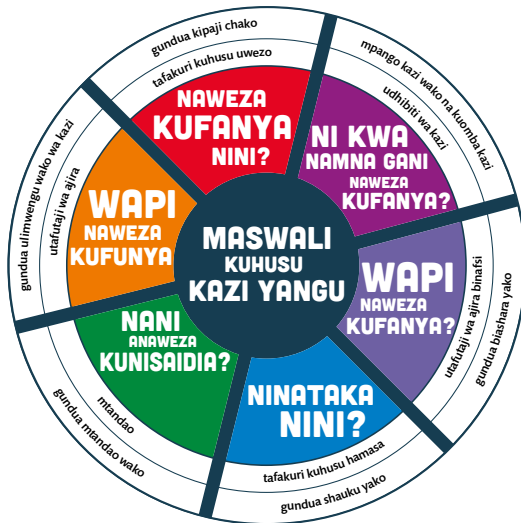 MASWALI
KUHUSU
KAZI YANGU
gundua kipaji chako
tafakuri kuhusu uwezo
NAWEZA
KUFANYA
NINI?
mpango kazi wako na kuomba kazi
udhibiti wa kazi
NI KWA
NAMNA GANI
NAWEZA
KUFANYA?
gundua biashara yako
utafutaji wa ajira binafsi
WAPI
NAWEZA
KUFANYA?
NINATAKA
NINI?
tafakuri kuhusu hamasa
gundua shauku yako
NANI
ANAWEZA
KUNISAIDIA?
mtandao
gundua mtandao wako
WAPI
NAWEZA
KUFUNYA
utafutaji wa ajira
gundua ulimwengu wako wa kazi